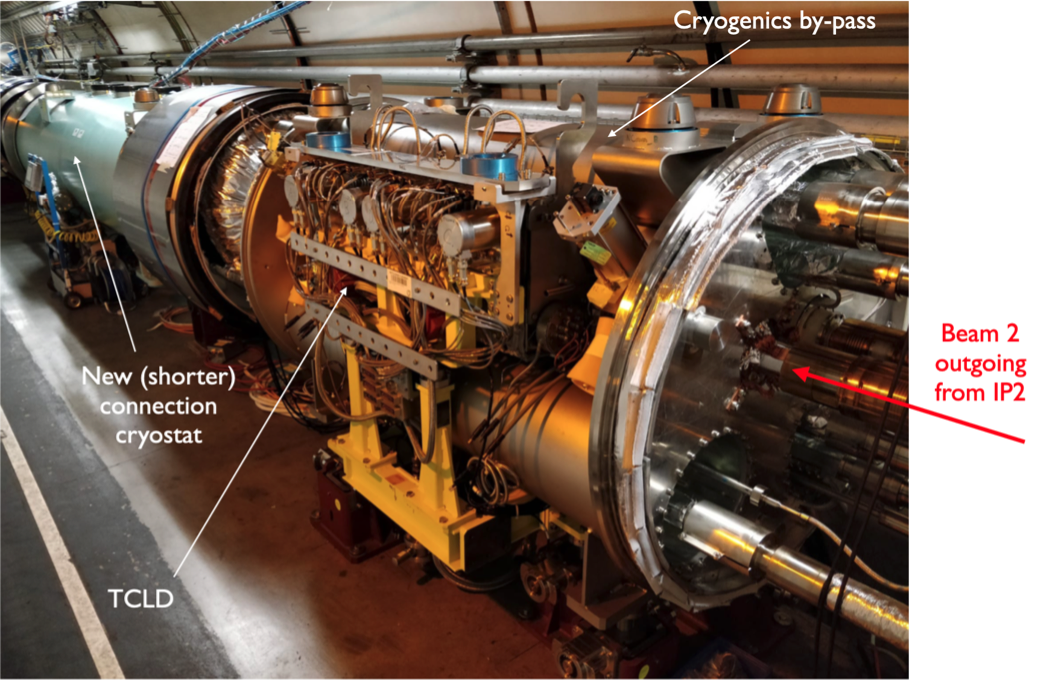 Cryogenics by-pass
New (shorter)
connection
cryostat
TCLD
Beam 2
outgoing
from IP2